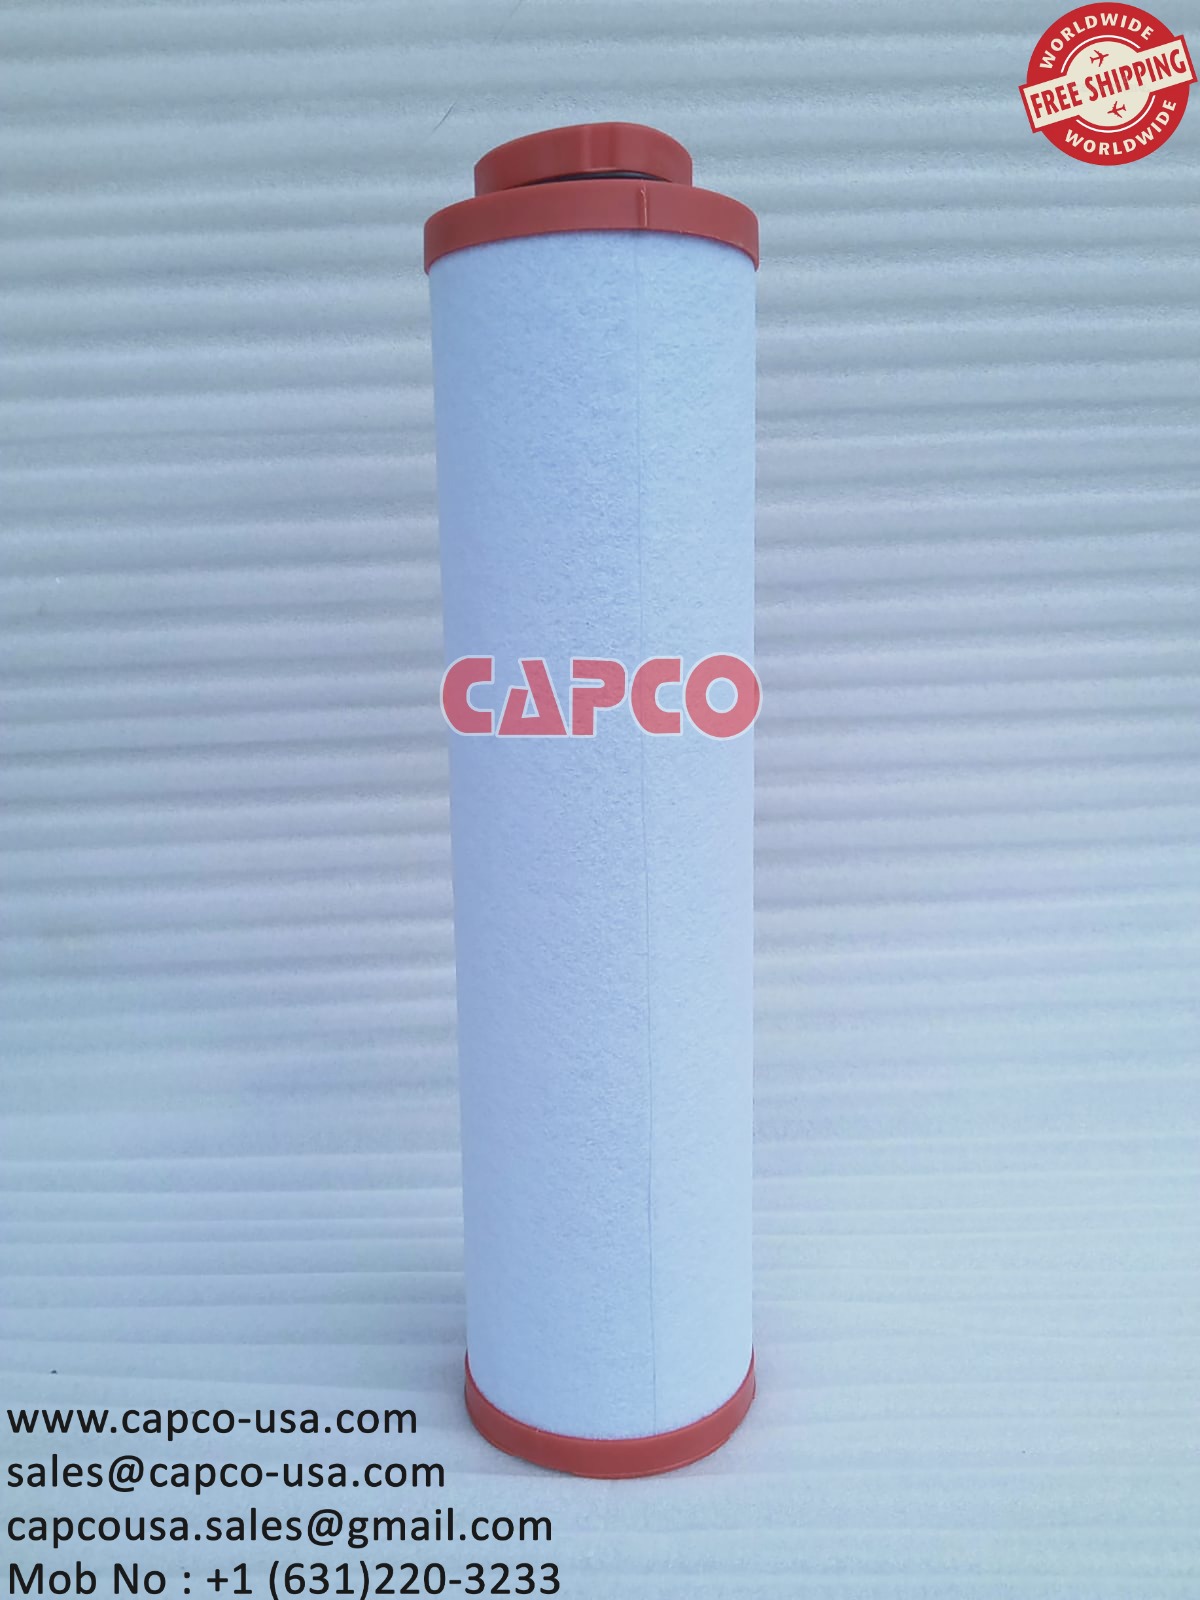 WORLDWIDE
FREE SHIPPING
WORLDWIDE
CAPCO
www.capco-usa.com
sales@capco-usa.com
capcousa.sales@gmail.com
Mob No : +1 (631)220-3233